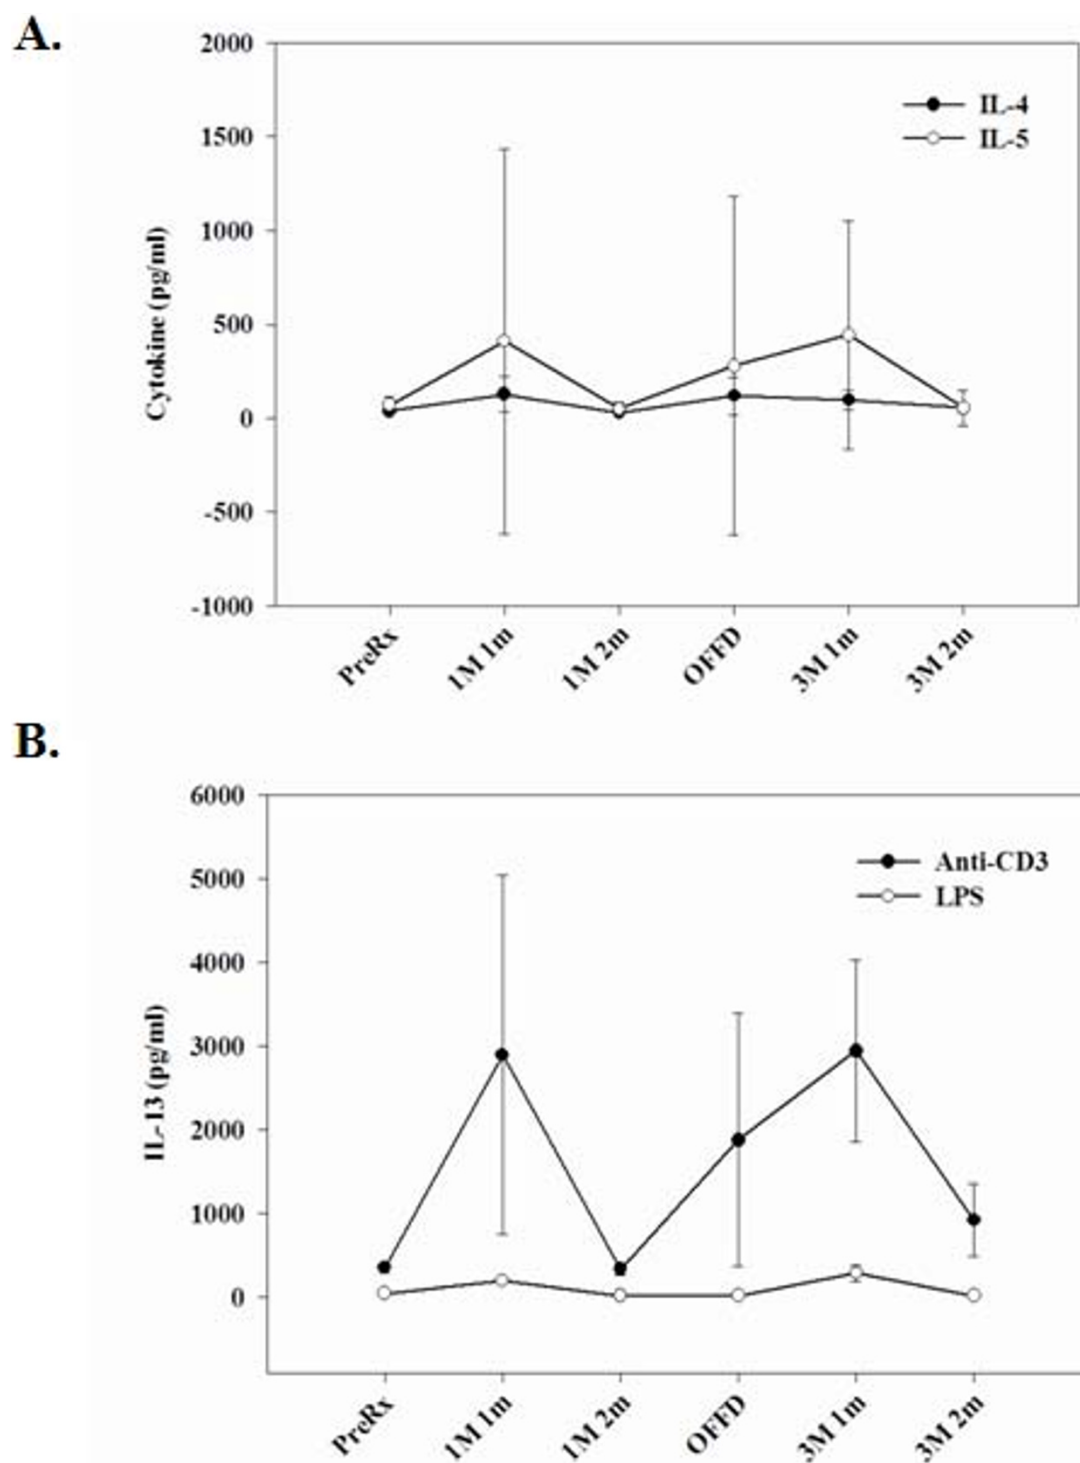 A.
2000
1500
1000
500
0
-500
-1000
Cytokine (pg/ml)
IL-4
IL-5
PreRx
1M 1m
1M 2m
OFFD
3M 1m
3M 2m
B.
6000
5000
4000
3000
2000
1000
0
IL-13 (pg/ml)
Anti-CD3
LPS
PreRx
1M 1m
1M 2m
OFFD
3M 1m
3M 2m